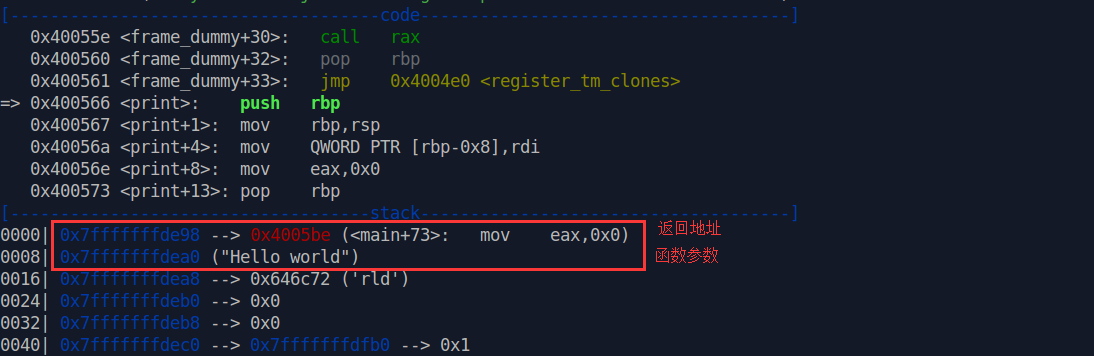 [-------------------------------------code-------------------------------------]
   0x40055e <frame_dummy+30>:	call   rax
   0x400560 <frame_dummy+32>:	pop    rbp
   0x400561 <frame_dummy+33>:	jmp    0x4004e0 <register_tm_clones>
=> 0x400566 <print>:	push   rbp
   0x400567 <print+1>:	mov    rbp,rsp
   0x40056a <print+4>:	mov    QWORD PTR [rbp-0x8],rdi
   0x40056e <print+8>:	mov    eax,0x0
   0x400573 <print+13>:	pop    rbp
[------------------------------------stack-------------------------------------]
0000| 0x7fffffffde98 --> 0x4005be (<main+73>:	mov    eax,0x0) 返回地址
0008| 0x7fffffffdea0 ("Hello world") 函数参数
0016| 0x7fffffffdea8 --> 0x646c72 ('rld')
0024| 0x7fffffffdeb0 --> 0x0
0032| 0x7fffffffdeb8 --> 0x0
0040| 0x7fffffffdec0 --> 0x7fffffffdfb0 --> 0x1